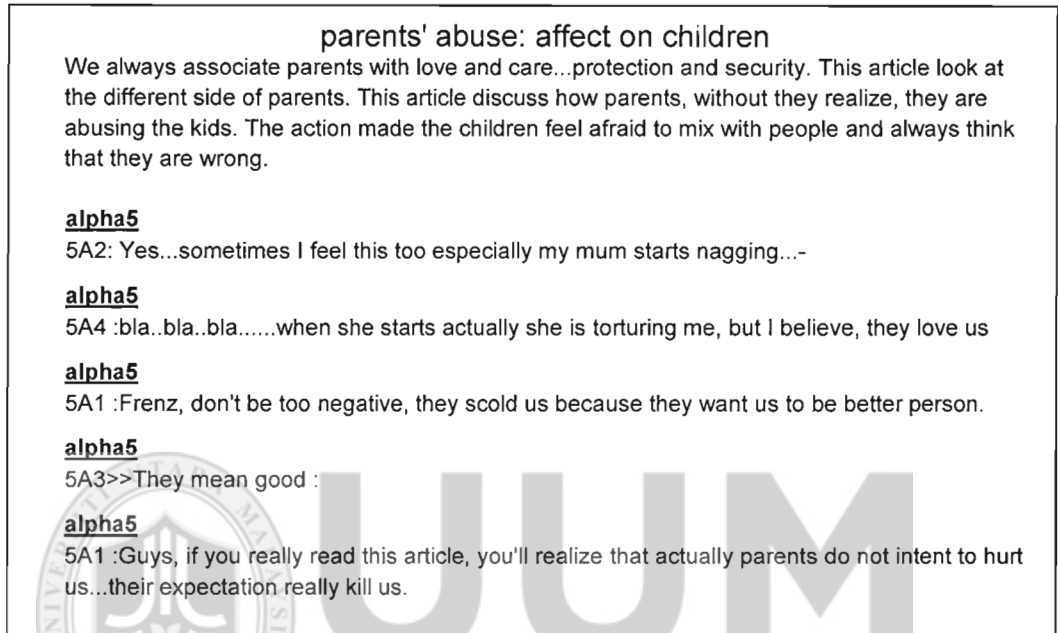 parents' abuse: affect on children
We always associate parents with love and care...protection and security. This article look at
the different side of parents. This article discuss how parents, without they realize, they are
abusing the kids. The action made the children feel afraid to mix with people and always think
that they are wrong.
alpha5
5A2: Yes...sometimes I feel this too especially my mum starts nagging...-
alpha5
5A4 :bla..bla..bla......when she starts actually she is torturing me, but I believe, they love us
alpha5
5A1 :Frenz, don't be too negative, they scold us because they want us to be better person.
alpha5
5A3>>They mean good :
alpha5
5A1 :Guys, if you really read this article, you'll realize that actually parents do not intent to hurt
us...their expectation really kill us.
UUM